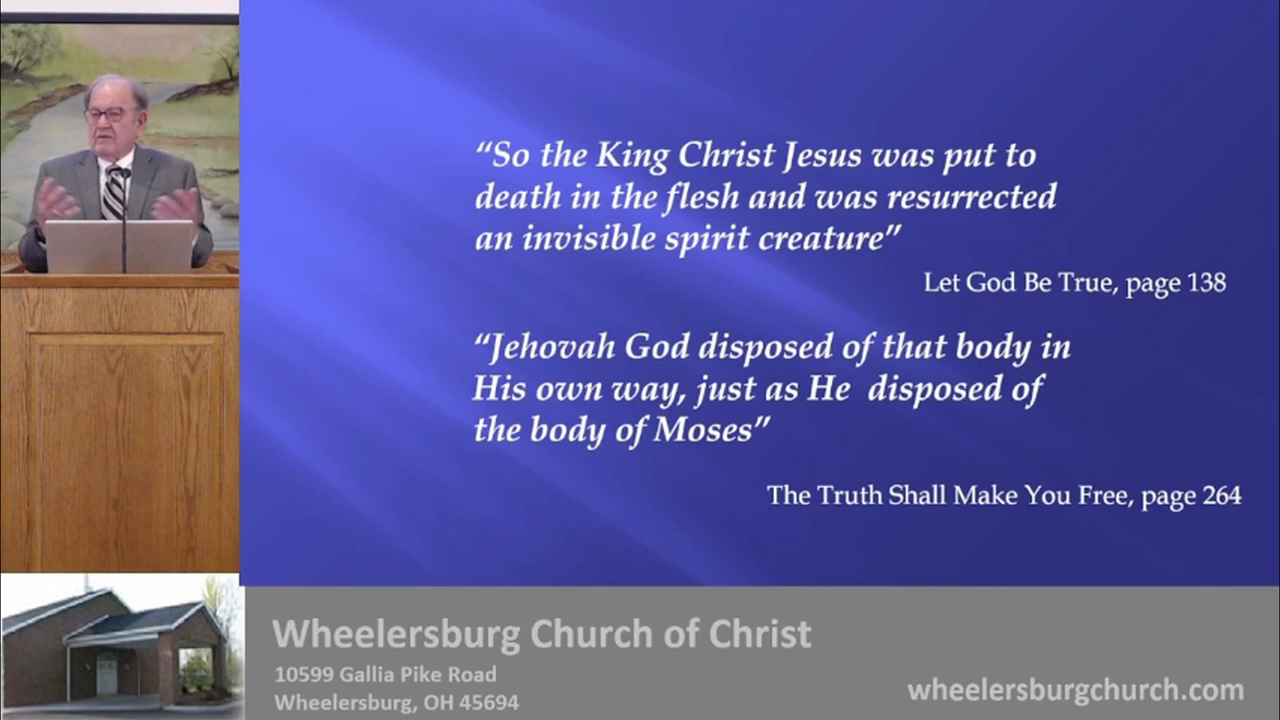 “So the King Christ Jesus was put to
death in the flesh and was resurrected
an invisible spirit creature”
Let God Be True, page 138
“Jehovah God disposed of that body in
His own way, just as He disposed of
the body of Moses”
The Truth Shall Make You Free, page 264
Wheelersburg Church of Christ
10599 Gallia Pike Road
Wheelersburg, OH 45694
wheelersburgchurch.com